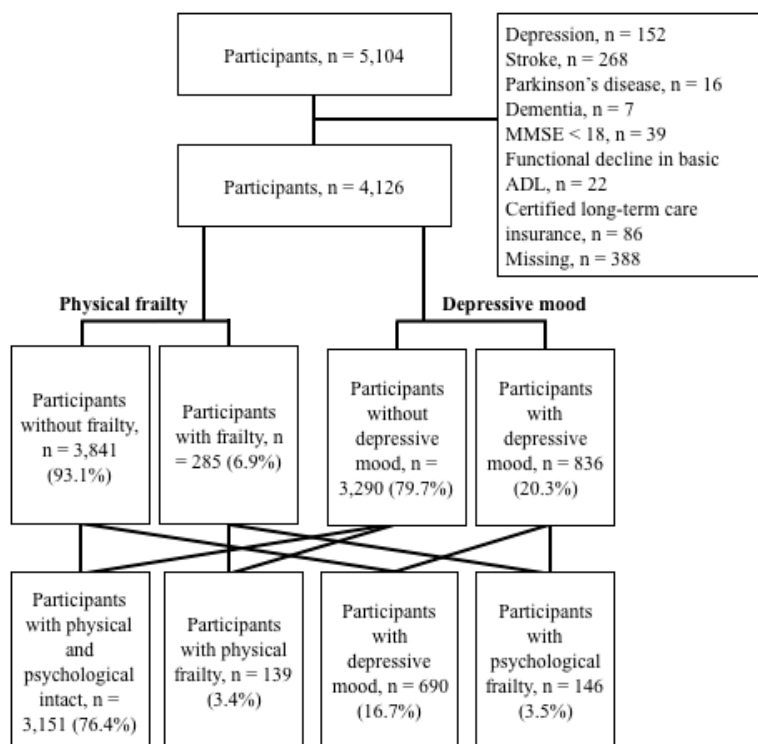 Participants, n = 5,104
Depression, n = 152
Stroke, n = 268
Parkinson's disease, n = 16
Dementia, n = 7
MMSE < 18, n = 39
Functional decline in basic
ADL, n = 22
Certified long-term care
insurance, n = 86
Missing, n = 388
Participants, n = 4,126
Physical frailty
Depressive mood
Participants
without frailty,
n = 3,841
(93.1%)
Participants
with frailty, n
= 285 (6.9%)
Participants
without
depressive
mood, n =
3,290 (79.7%)
Participants
with
depressive
mood, n = 836
(20.3%)
Participants
with physical
and
psychological
intact, n =
3,151 (76.4%)
Participants
with physical
frailty, n = 139
(3.4%)
Participants
with
depressive
mood, n = 690
(16.7%)
Participants
with
psychological
frailty, n = 146
(3.5%)